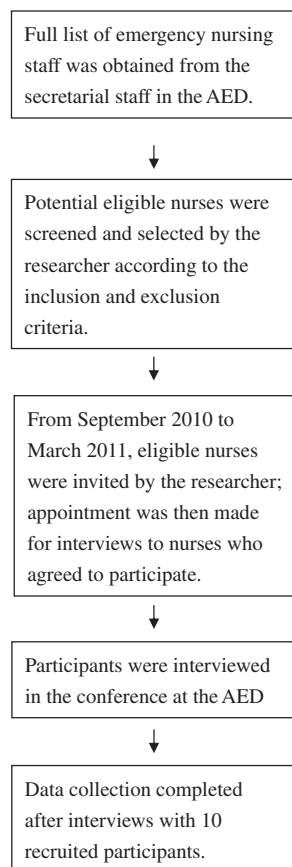 Full list of emergency nursing
staff was obtained from the
secretarial staff in the AED.
Potential eligible nurses were
screened and selected by the
researcher according to the
inclusion and exclusion
criteria.
From September 2010 to
March 2011, eligible nurses
were invited by the researcher;
appointment was then made
for interviews to nurses who
agreed to participate.
Participants were interviewed
in the conference at the AED
Data collection completed
after interviews with 10
recruited participants.